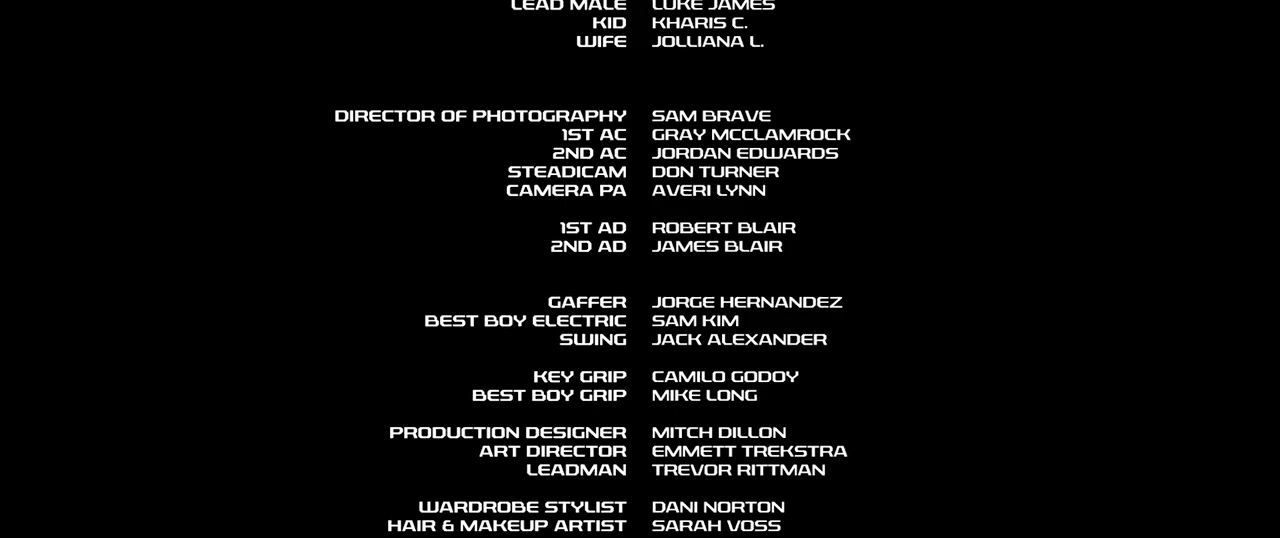 LEAD MALE LUKE JAMES
KID KHARIS C.
WIFE JOLLIANA L.
DIRECTOR OF PHOTOGRAPHY SAM BRAVE
1ST AC GRAY MCCLAMROCK
2ND AC JORDAN EDWARDS
STEADICAM DON TURNER
CAMERA PA AVERI LYNN
1ST AD ROBERT BLAIR
2ND AD JAMES BLAIR
GAFFER JORGE HERNANDEZ
BEST BOY ELECTRIC SAM KIM
SWING JACK ALEXANDER
KEY GRIP CAMILO GODOY
BEST BOY GRIP MIKE LONG
PRODUCTION DESIGNER MITCH DILLON
ART DIRECTOR EMMETT TREKSTRA
LEADMAN TREVOR RITTMAN
WARDROBE STYLIST DANI NORTON
HAIR & MAKEUP ARTIST SARAH VOSS